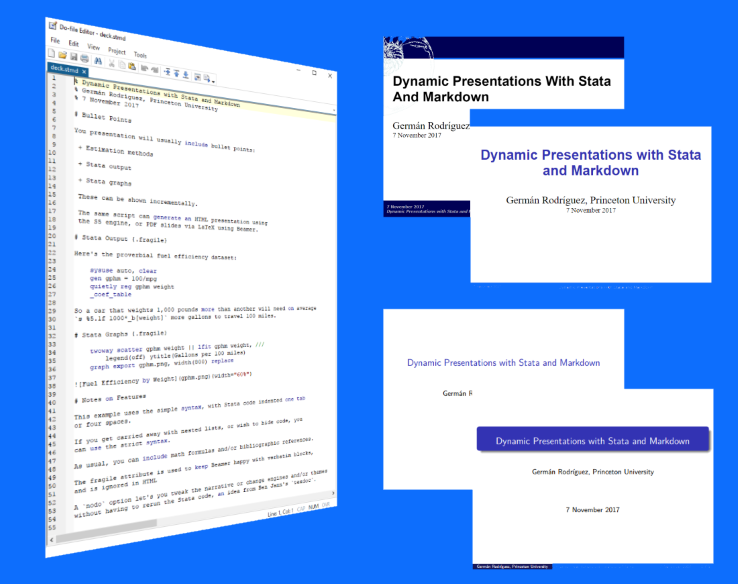 Do-file Editor - deck.stmd
File Edit View Project Tools
deck.stmd ×
1 % Dynamic Presentations with Stata and Markdown
2 % Germán Rodríguez, Princeton University
3 % 7 November 2017
4
5 # Bullet Points
6
7 You presentation will usually include bullet points:
8
9 + Estimation methods
10
11 + Stata output
12
13 + Stata graphs
14
15 These can be shown incrementally.
16
17 The same script can generate an HTML presentation using
18 the S5 engine, or PDF slides via LaTeX using Beamer.
19
20 # Stata Output {.fragile}
21
22 Here's the proverbial fuel efficiency dataset:
23
24 sysuse auto, clear
25 gen gphm = 100/mpg
26 quietly reg gphm weight
27 _coef_table
28
29 So a car that weights 1,000 pounds more than another will need on average
30 `s %5.1f 1000*_b[weight]` more gallons to travel 100 miles.
31
32 # Stata Graphs {.fragile}
33
34 twoway scatter gphm weight || lfit gphm weight, ///
35 legend(off) ytitle(Gallons per 100 miles)
36 graph export gphm.png, width(800) replace
37
38 ![Fuel Efficiency by Weight](gphm.png){width="60%"}
39
40 # Notes on Features
41
42 This example uses the simple syntax, with Stata code indented one tab
43 or four spaces.
44
45 If you get carried away with nested lists, or wish to hide code, you
46 can use the strict syntax.
47
48 As usual, you can include math formulas and/or bibliographic references.
49
50 The fragile attribute is used to keep Beamer happy with verbatim blocks,
51 and is ignored in HTML
52
53 A `nodo' option let's you tweak the narrative or change engines and/or themes
54 without having to rerun the Stata code, an idea from Ben Jann's `texdoc'.
55
Line 1, Col 1 CAP NUM OVR
Dynamic Presentations With Stata
And Markdown
Germán Rodríguez
7 November 2017
7 November 2017
Dynamic Presentations with Stata and
Dynamic Presentations with Stata
and Markdown
Germán Rodríguez, Princeton University
7 November 2017
Dynamic Presentations with Stata and Markdown
Germán R
Dynamic Presentations with Stata and Markdown
Germán Rodríguez, Princeton University
7 November 2017
Germán Rodríguez, Princeton University